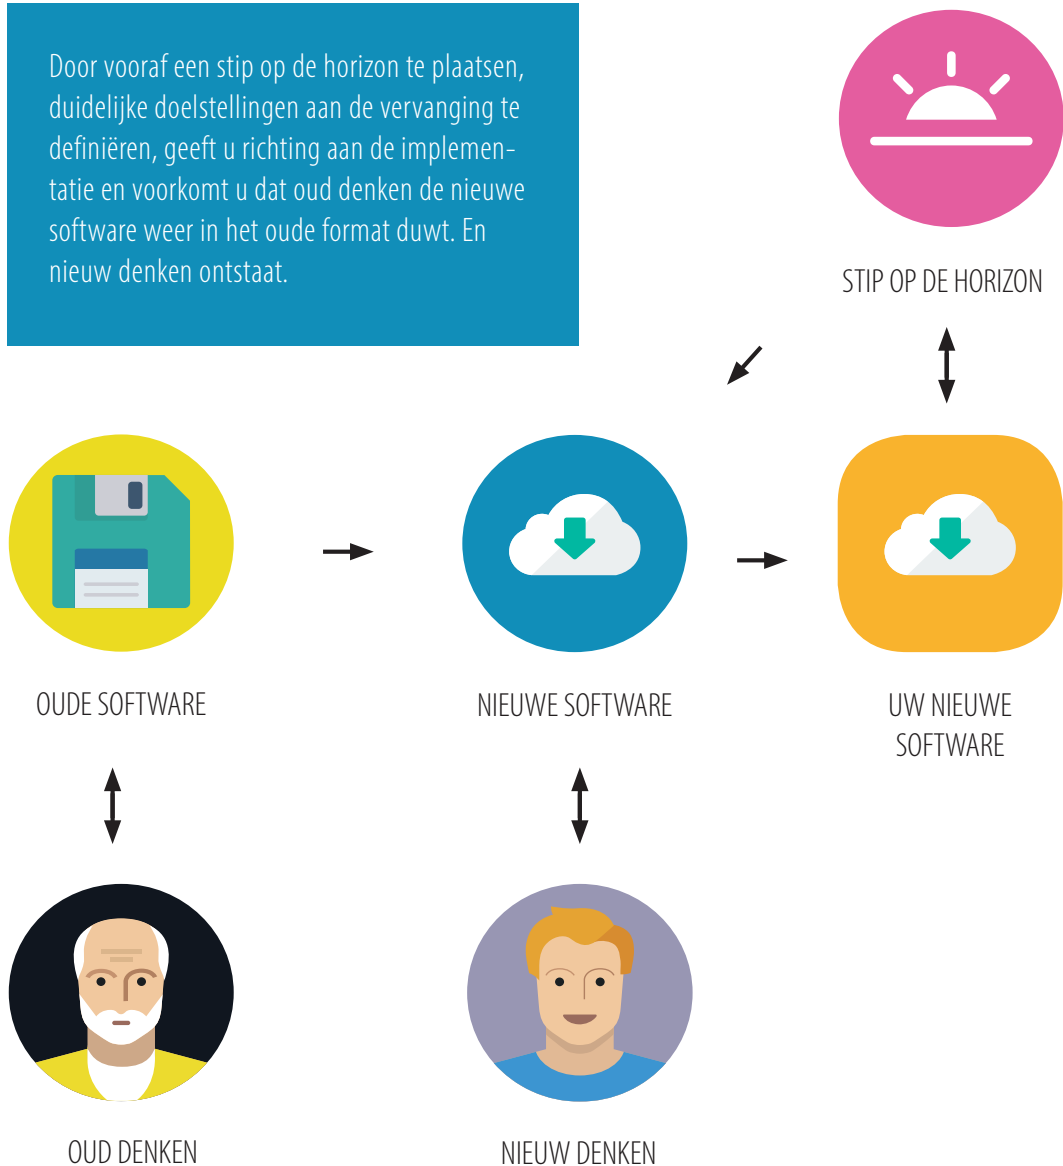 Door vooraf een stip op de horizon te plaatsen,
duidelijke doelstellingen aan de vervanging te
definiëren, geeft u richting aan de implemen-
tatie en voorkomt u dat oud denken de nieuwe
software weer in het oude format duwt. En
nieuw denken ontstaat.
STIP OP DE HORIZON
OUDE SOFTWARE
NIEUWE SOFTWARE
UW NIEUWE
SOFTWARE
OUD DENKEN
NIEUW DENKEN